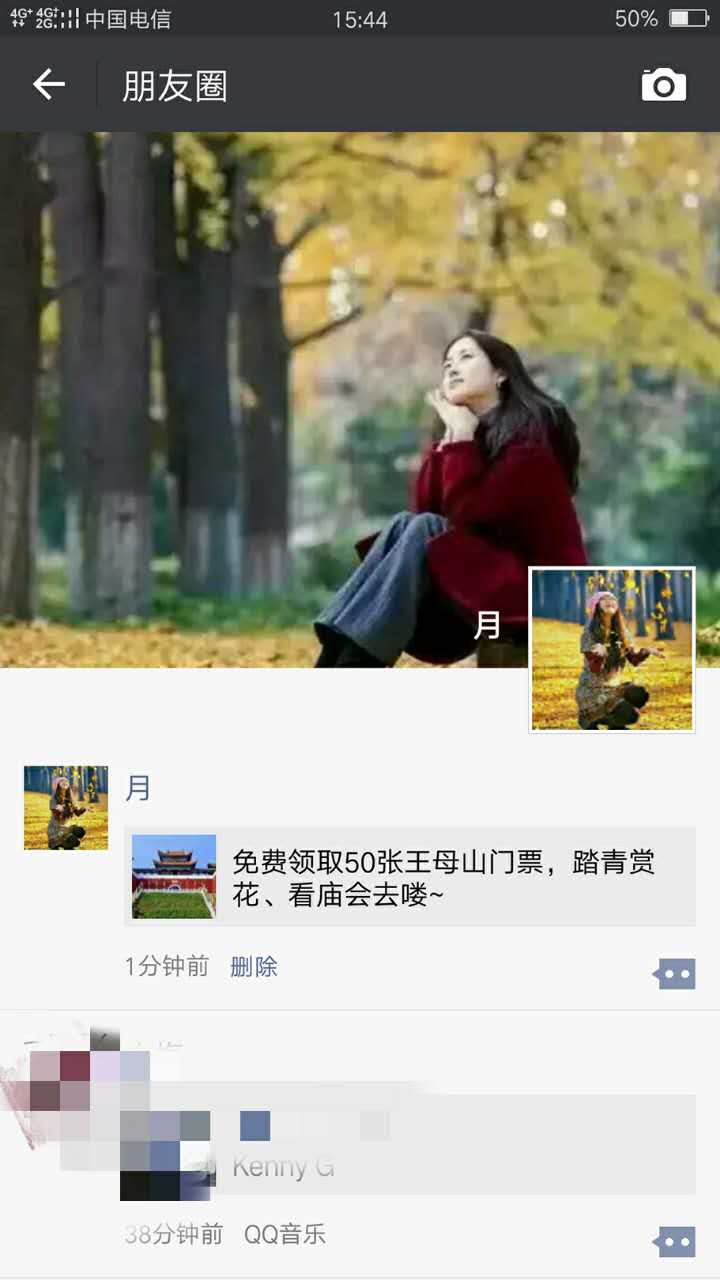 4G+ 4G+ 2G 中国电信 15:44 50%
朋友圈
月
月
免费领取50张王母山门票，踏青赏
花、看庙会去喽~
1分钟前 删除
Kenny G
38分钟前 QQ音乐